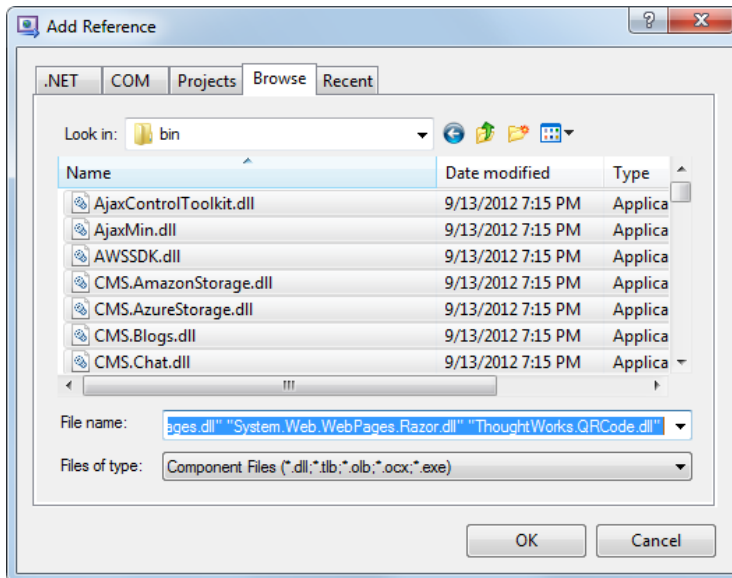 Add Reference
.NET COM Projects Browse Recent
Look in: bin
Name Date modified Type
AjaxControlToolkit.dll 9/13/2012 7:15 PM Applica
AjaxMin.dll 9/13/2012 7:15 PM Applica
AWSSDK.dll 9/13/2012 7:15 PM Applica
CMS.AmazonStorage.dll 9/13/2012 7:15 PM Applica
CMS.AzureStorage.dll 9/13/2012 7:15 PM Applica
CMS.Blogs.dll 9/13/2012 7:15 PM Applica
CMS.Chat.dll 9/13/2012 7:15 PM Applica
File name: ages.dll" "System.Web.WebPages.Razor.dll" "ThoughtWorks.QRCode.dll"
Files of type: Component Files (*.dll;*.tlb;*.olb;*.ocx;*.exe)
OK Cancel